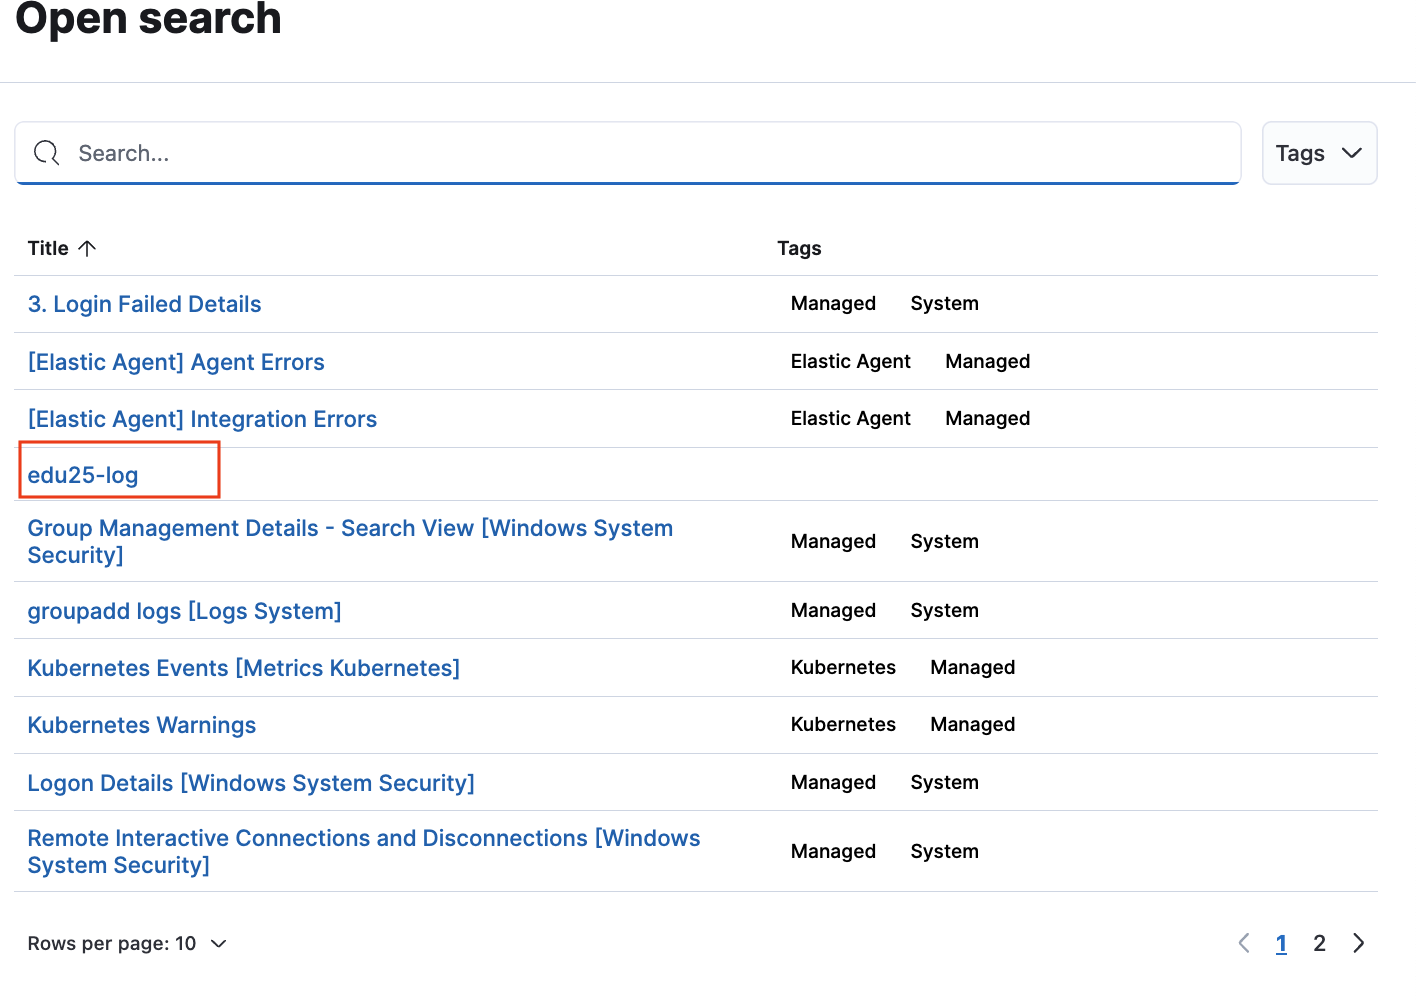 Open search
Search...
Tags
Title Tags
3. Login Failed Details Managed System
[Elastic Agent] Agent Errors Elastic Agent Managed
[Elastic Agent] Integration Errors Elastic Agent Managed
edu25-log
Group Management Details - Search View [Windows System
Security] Managed System
groupadd logs [Logs System] Managed System
Kubernetes Events [Metrics Kubernetes] Kubernetes Managed
Kubernetes Warnings Kubernetes Managed
Logon Details [Windows System Security] Managed System
Remote Interactive Connections and Disconnections [Windows
System Security] Managed System
Rows per page: 10 1 2